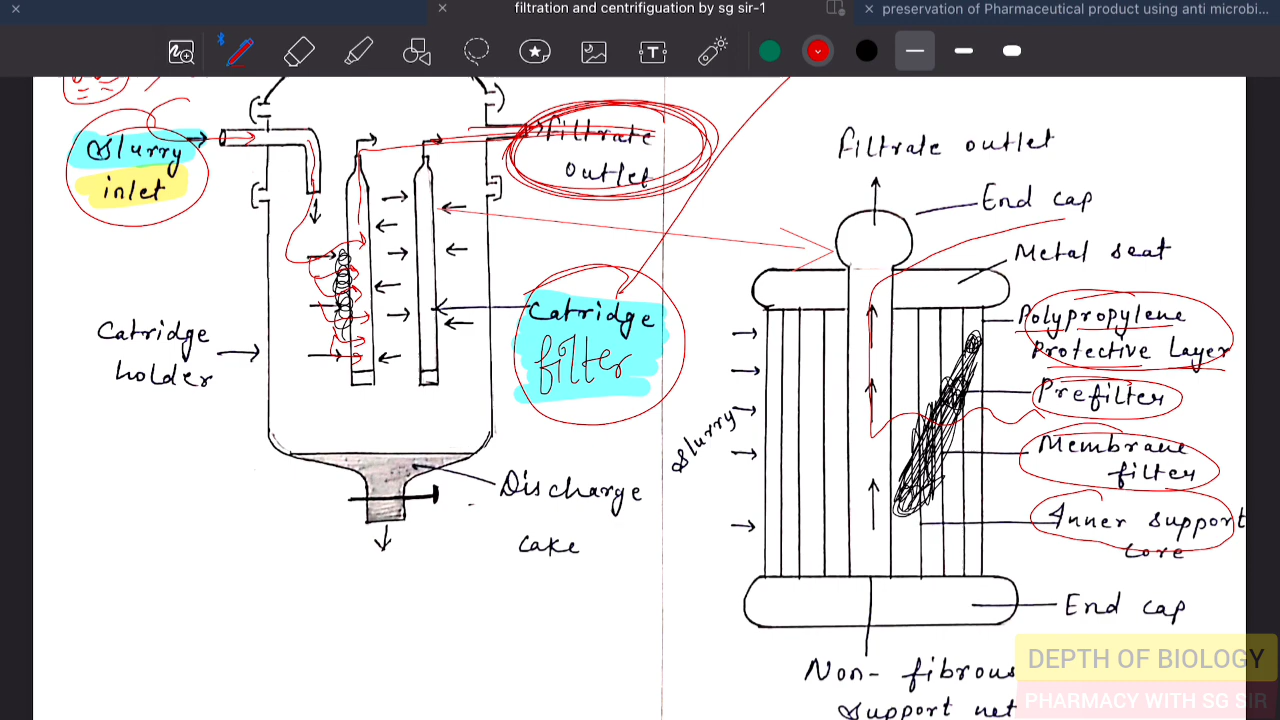 filtration and centrifiguation by sg sir-1
preservation of Pharmaceutical product using anti microbi...
Slurry
inlet
filtrate
outlet
Catridge
holder
Catridge
filter
Discharge
cake
filtrate outlet
End cap
Metal seat
Polypropylene
Protective Layer
Prefilter
Membrane
filter
Inner support
core
Slurry
End cap
Non- fibrous
support net
DEPTH OF BIOLOGY
PHARMACY WITH SG SIR